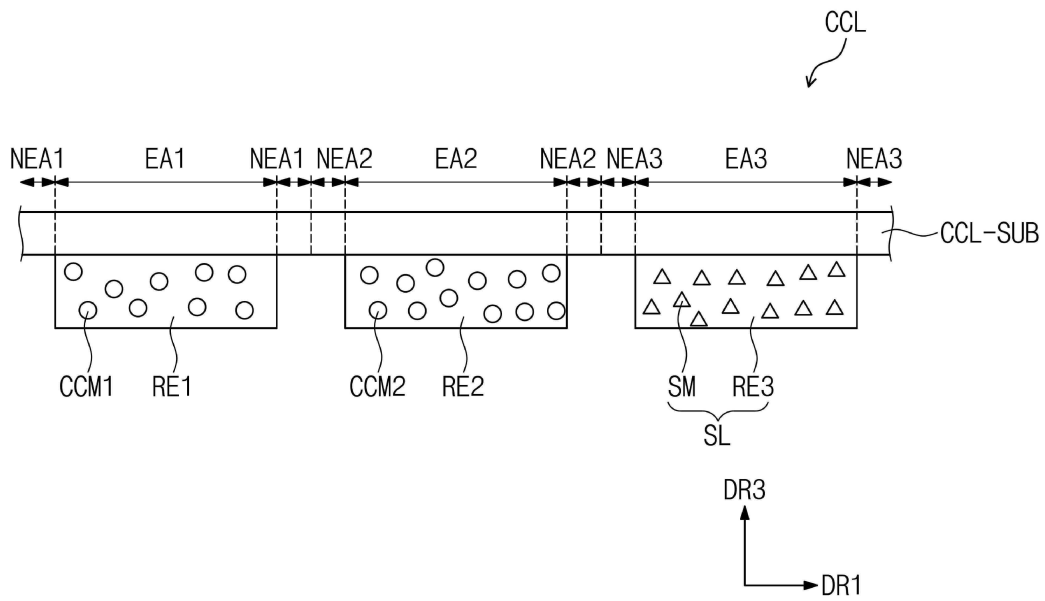 CCL
NEA1 EA1 NEA1 NEA2 EA2 NEA2 NEA3 EA3 NEA3
CCL-SUB
CCM1 RE1 CCM2 RE2 SM RE3
SL
DR3
DR1